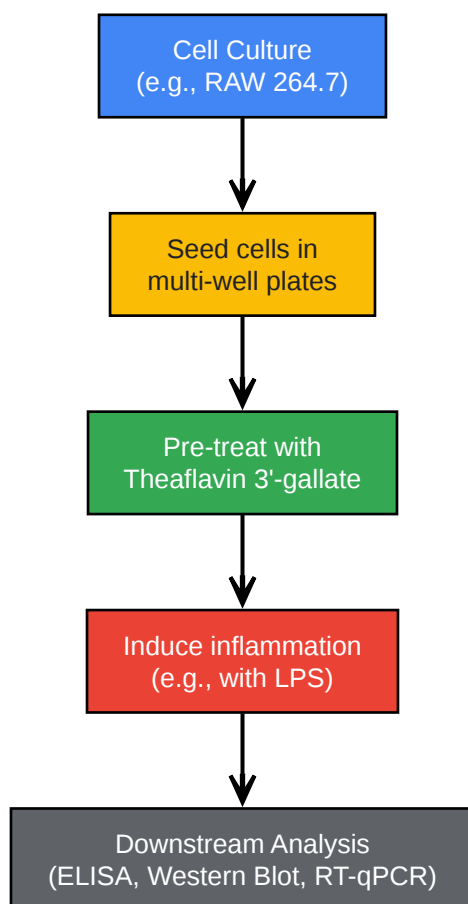 Cell Culture
(e.g., RAW 264.7)
Seed cells in
multi-well plates
Pre-treat with
Theaflavin 3'-gallate
Induce inflammation
(e.g., with LPS)
Downstream Analysis
(ELISA, Western Blot, RT-qPCR)